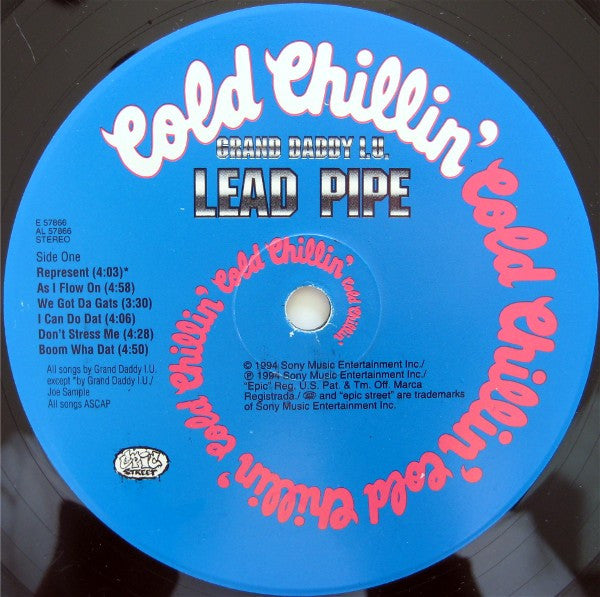 Cold Chillin'
Cold Chillin'
Cold Chillin'
Cold Chillin'
Cold Chillin'
Cold Chillin'
GRAND DADDY I.U.
LEAD PIPE
E 57866
AL 57866
STEREO
Side One
Represent (4:03)*
As I Flow On (4:58)
We Got Da Gats (3:30)
I Can Do Dat (4:06)
Don't Stress Me (4:28)
Boom Wha Dat (4:50)
All songs by Grand Daddy I.U.
except *by Grand Daddy I.U./
Joe Sample
All songs ASCAP
© 1994 Sony Music Entertainment Inc./
℗ 1994 Sony Music Entertainment Inc./
"Epic" Reg. U.S. Pat. & Tm. Off. Marca
Registrada./ and "epic street" are trademarks
of Sony Music Entertainment Inc.
epic
STREET